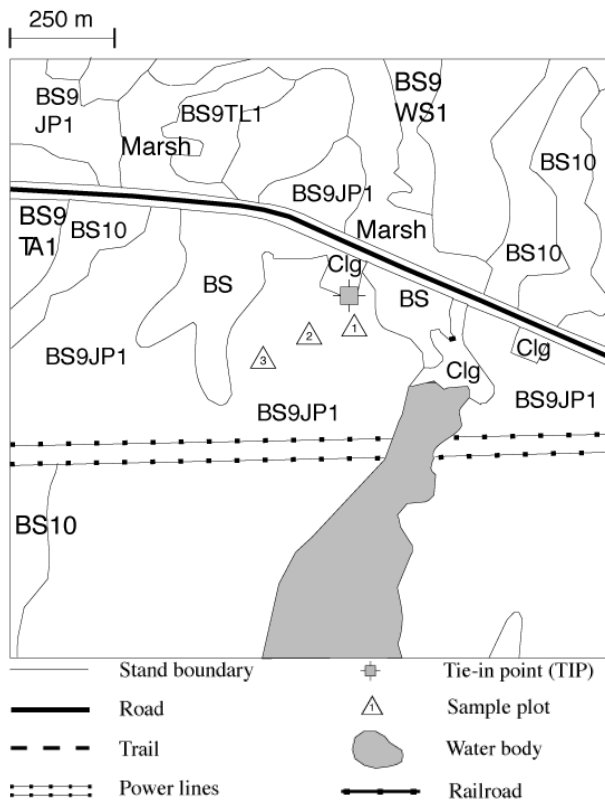 250 m
BS9
JP1
BS9TL1
BS9
WS1
Marsh
BS10
BS9JP1
BS9
TA1
BS10
Marsh
BS10
Clg
BS
BS
1
2
Clg
BS9JP1
3
Clg
BS9JP1
BS9JP1
BS10
Stand boundary
Tie-in point (TIP)
Road
1
Sample plot
Trail
Water body
Power lines
Railroad